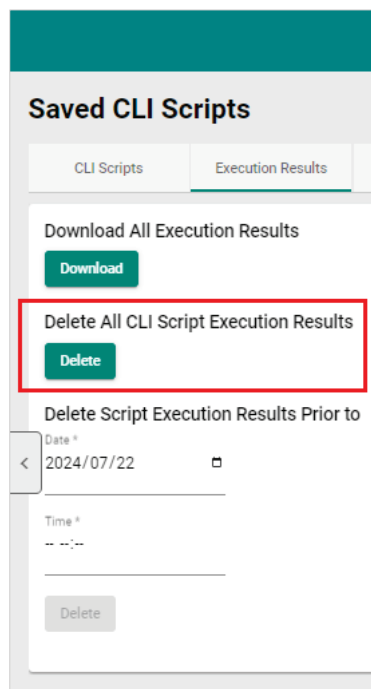 Saved CLI Scripts
CLI Scripts
Execution Results
Download All Execution Results
Download
Delete All CLI Script Execution Results
Delete
Delete Script Execution Results Prior to
Date *
2024/07/22
Time *
-- --:--
Delete